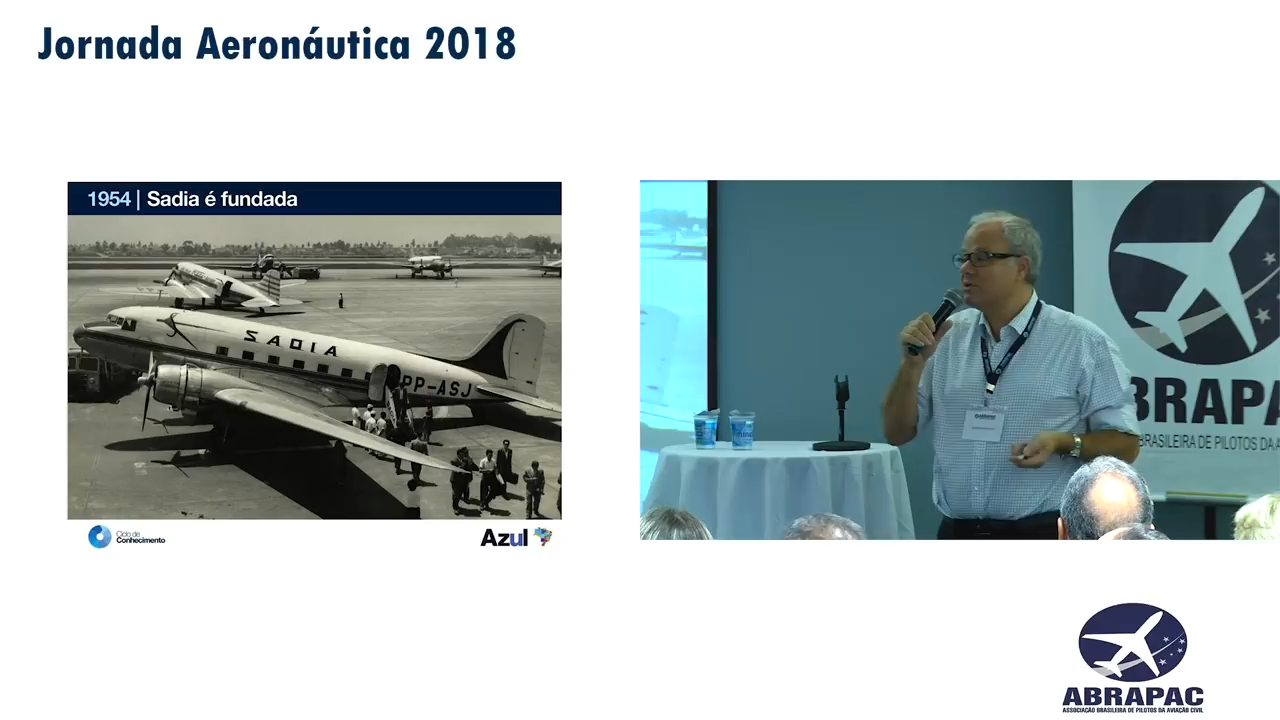 Jornada Aeronáutica 2018
1954 | Sadia é fundada
SADIA
PP-ASJ
Ciclo de
Conhecimento
Azul
BRAPA
BRASILEIRA DE PILOTOS DA A
ABRAPAC
ASSOCIAÇÃO BRASILEIRA DE PILOTOS DA AVIAÇÃO CIVIL